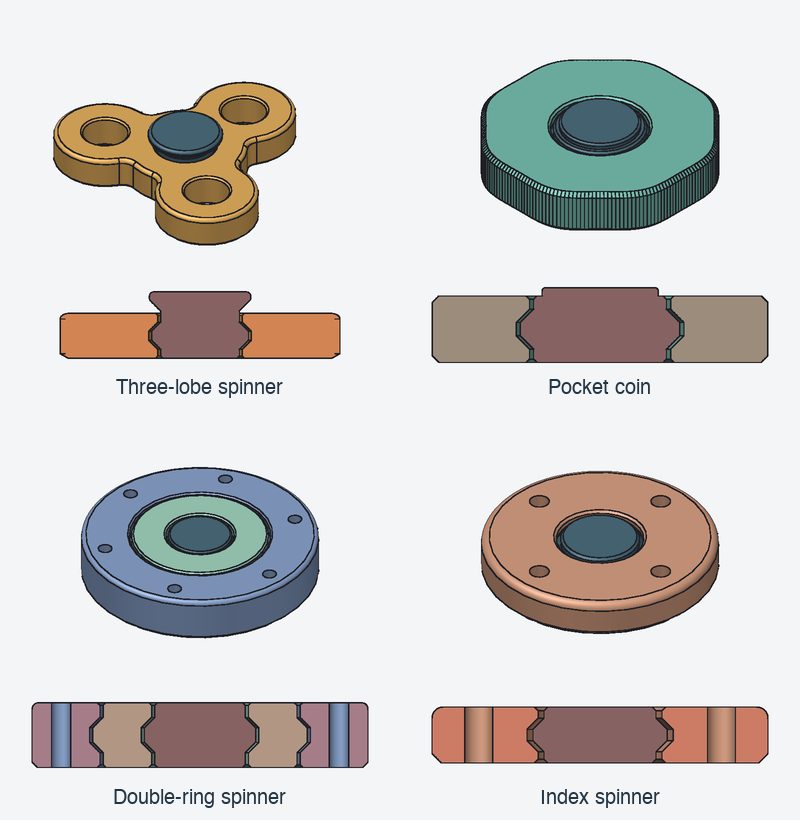 Three-lobe spinner
Pocket coin
Double-ring spinner
Index spinner